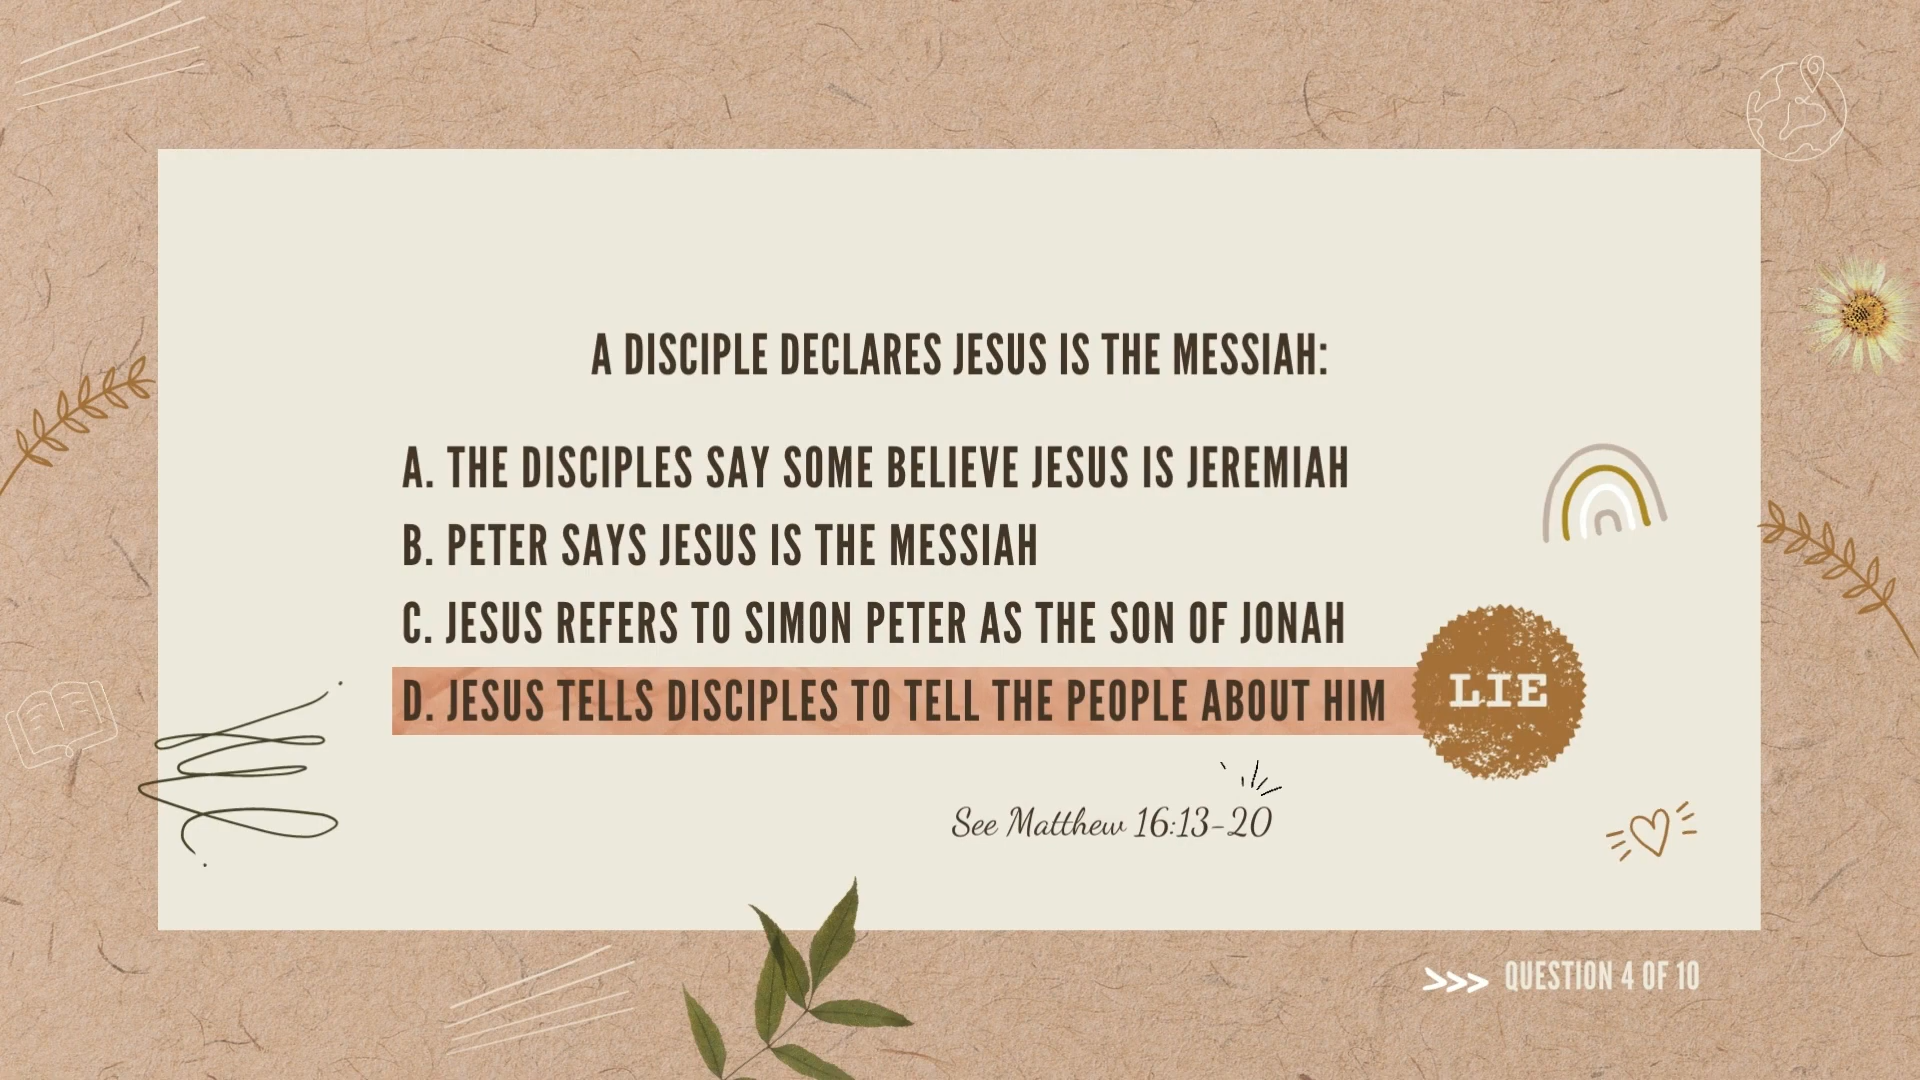 A DISCIPLE DECLARES JESUS IS THE MESSIAH:
A. THE DISCIPLES SAY SOME BELIEVE JESUS IS JEREMIAH
B. PETER SAYS JESUS IS THE MESSIAH
C. JESUS REFERS TO SIMON PETER AS THE SON OF JONAH
D. JESUS TELLS DISCIPLES TO TELL THE PEOPLE ABOUT HIM
LIE
See Matthew 16:13-20
>>> QUESTION 4 OF 10